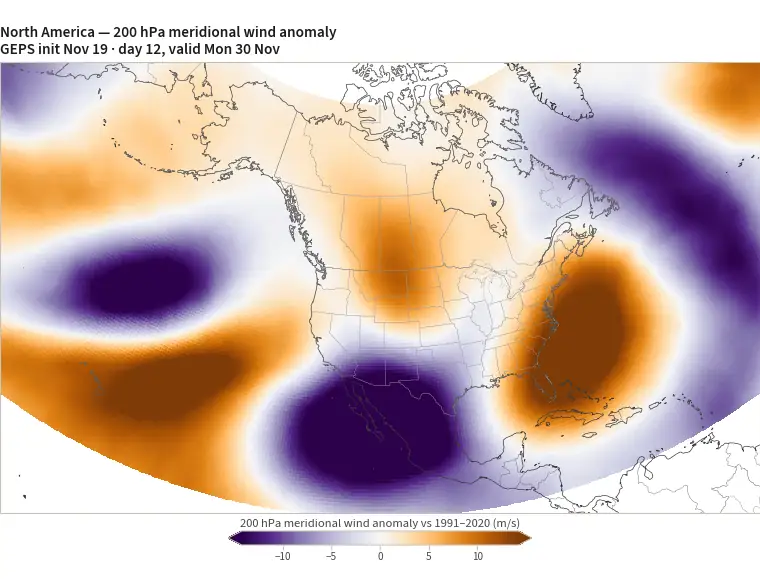 North America — 200 hPa meridional wind anomaly
GEPS init Nov 19 · day 12, valid Mon 30 Nov
200 hPa meridional wind anomaly vs 1991–2020 (m/s)
−10 −5 0 5 10